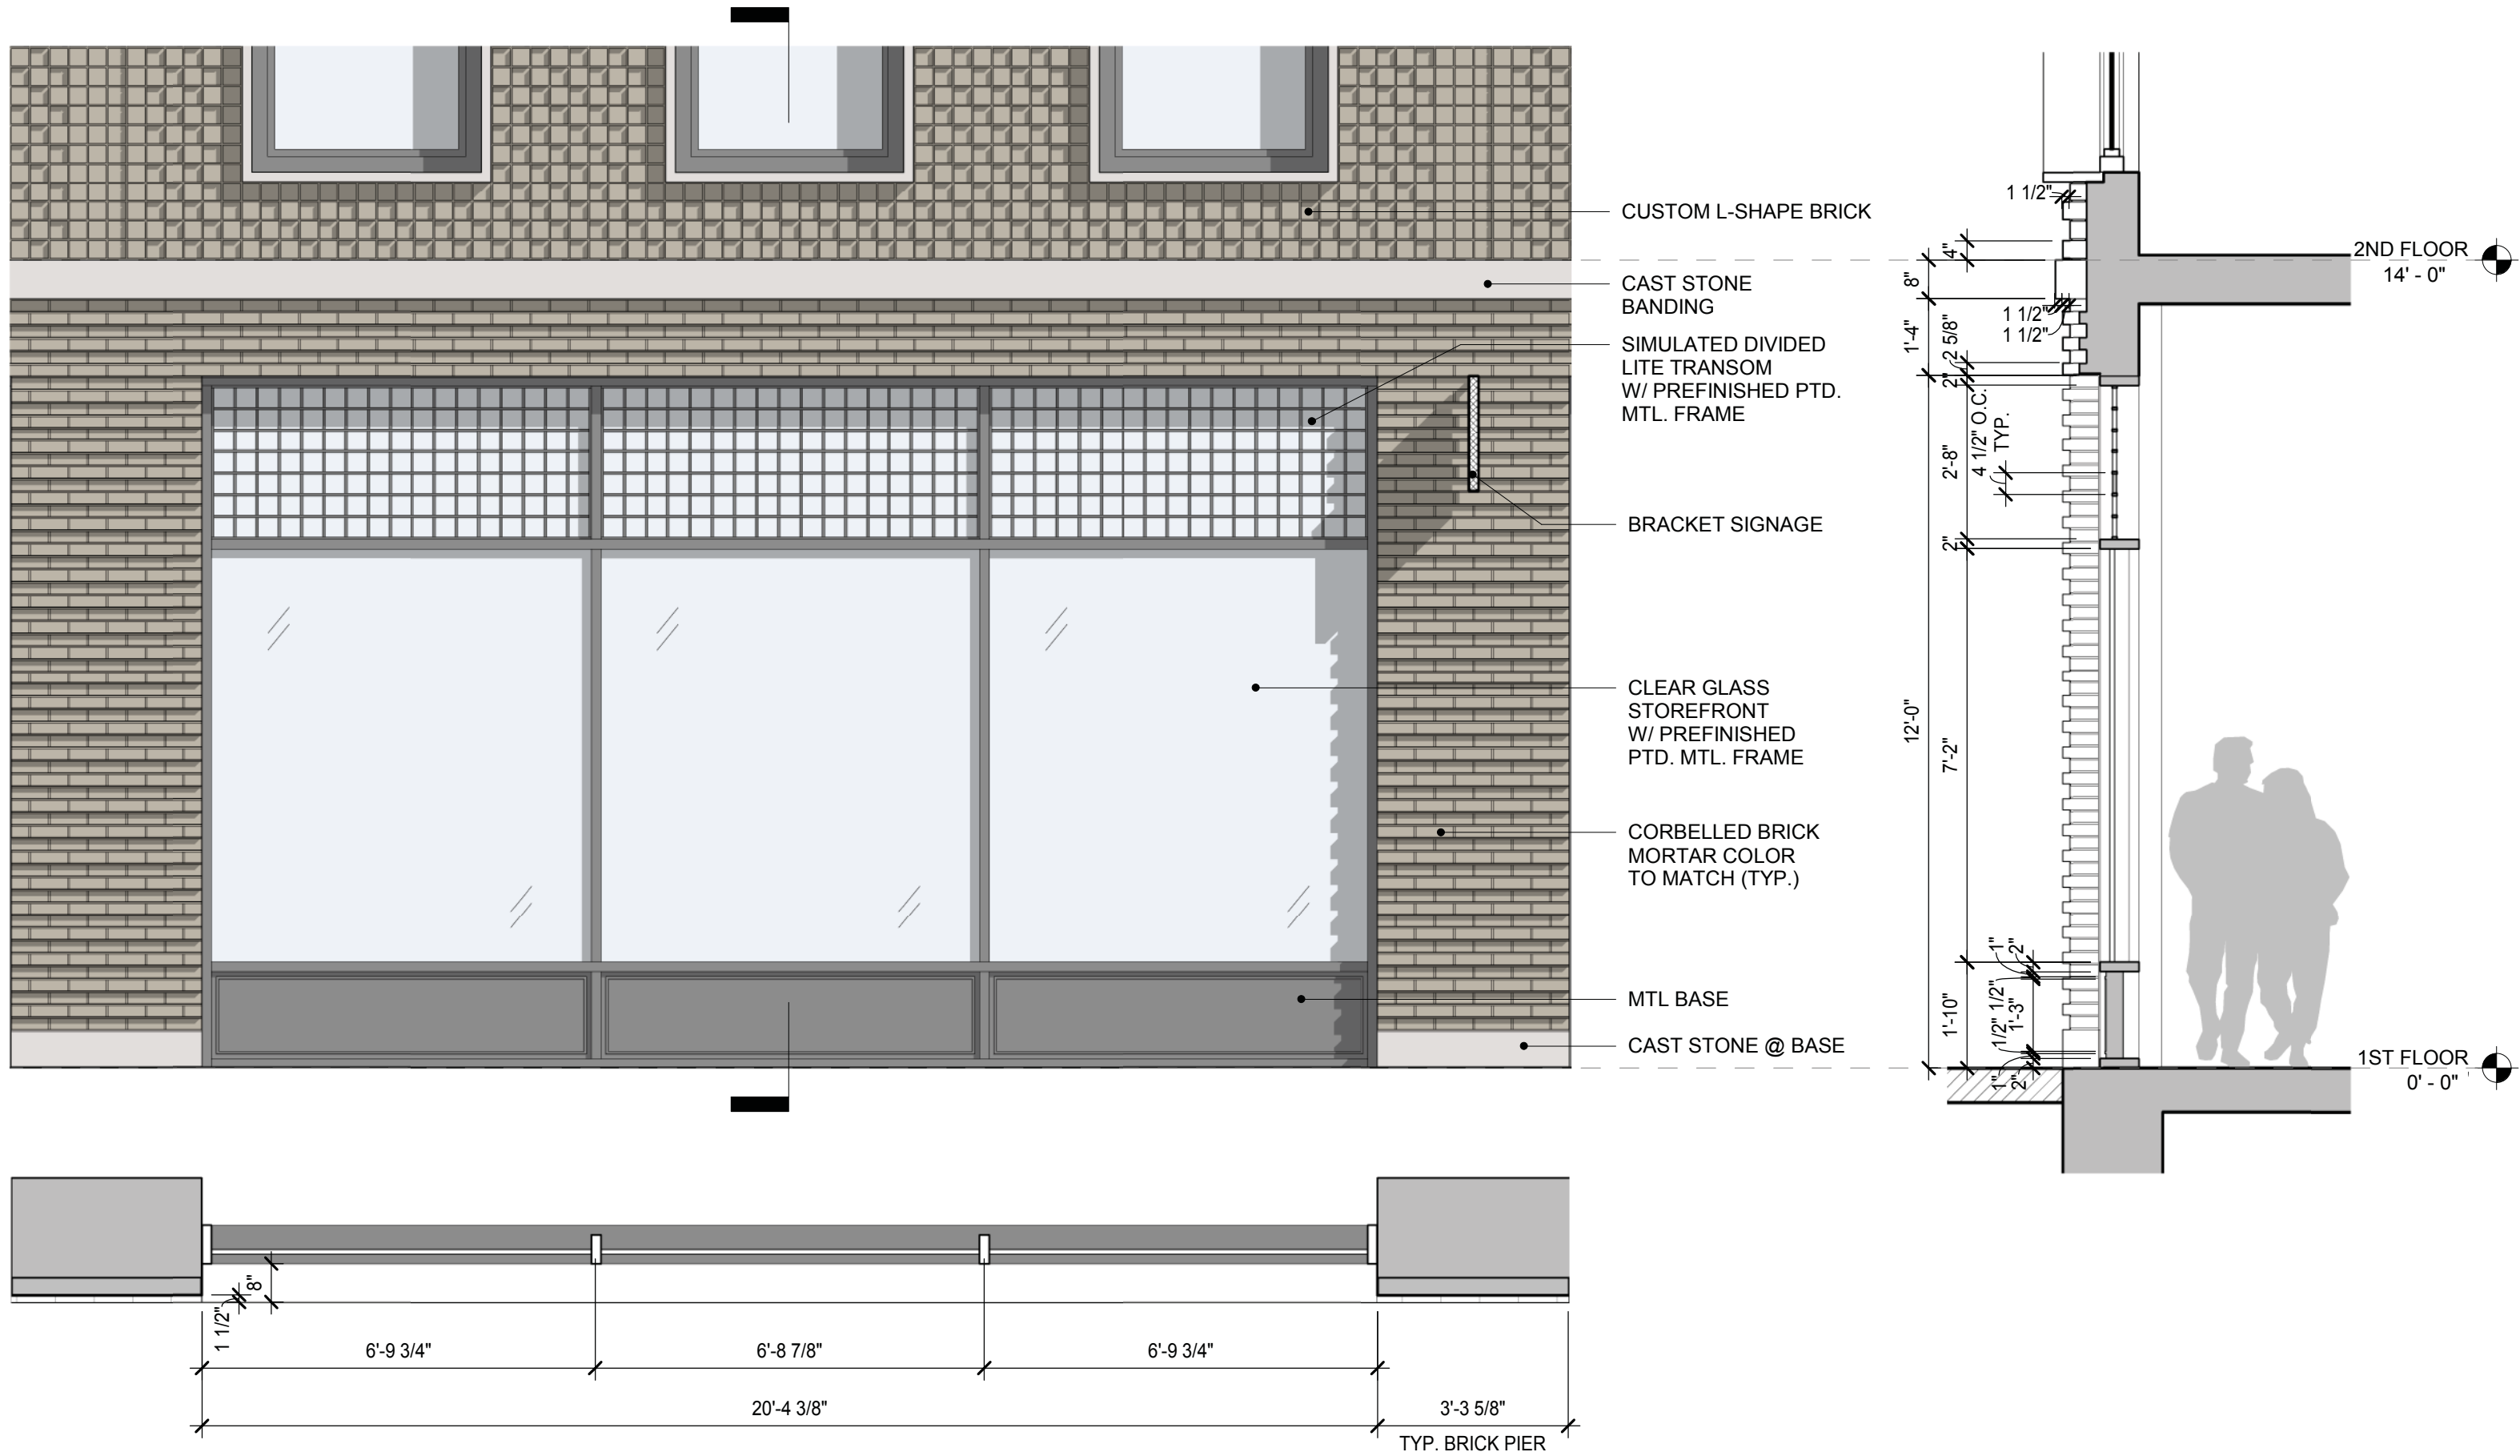 CUSTOM L-SHAPE BRICK
CAST STONE
BANDING
SIMULATED DIVIDED
LITE TRANSOM
W/ PREFINISHED PTD.
MTL. FRAME
BRACKET SIGNAGE
CLEAR GLASS
STOREFRONT
W/ PREFINISHED
PTD. MTL. FRAME
CORBELLED BRICK
MORTAR COLOR
TO MATCH (TYP.)
MTL BASE
CAST STONE @ BASE
1 1/2"
4"
8"
1 1/2"
1 1/2"
1'-4"
2 5/8"
2"
4 1/2" O.C.
TYP.
2'-8"
2"
12'-0"
7'-2"
1"
2"
1'-10"
1/2"
1/2"
1'-3"
1"
2"
2ND FLOOR
14' - 0"
1ST FLOOR
0' - 0"
8"
1 1/2"
6'-9 3/4"
6'-8 7/8"
6'-9 3/4"
20'-4 3/8"
3'-3 5/8"
TYP. BRICK PIER